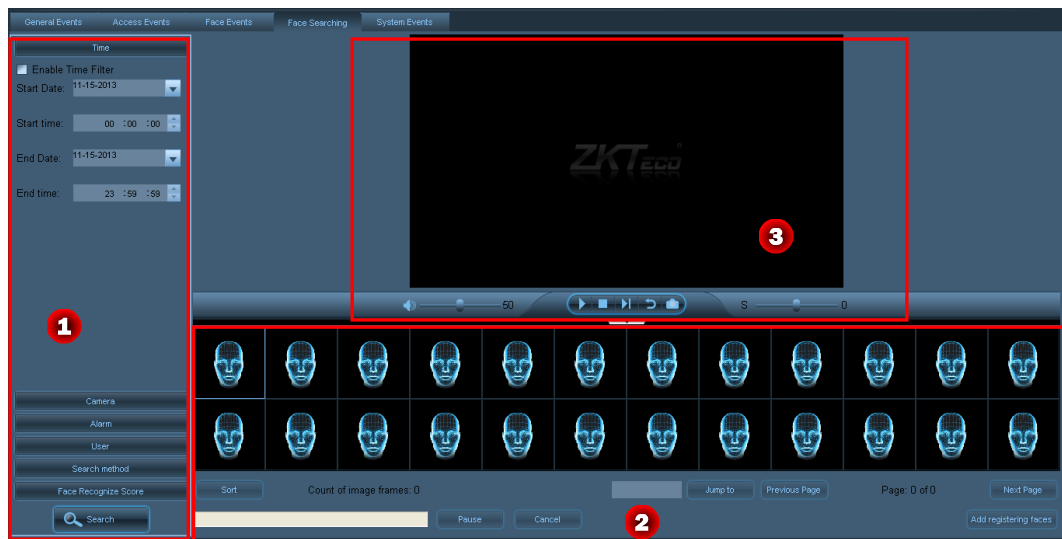 General Events Access Events Face Events Face Searching System Events
Time
Enable Time Filter
Start Date: 11-15-2013
Start time: 00 :00 :00
End Date: 11-15-2013
End time: 23 :59 :59
ZKTECO
3
50 S 0
1
Camera
Alarm
User
Search method
Face Recognize Score
Search
Sort Count of image frames: 0 Jump to Previous Page Page: 0 of 0 Next Page
Pause Cancel 2 Add registering faces